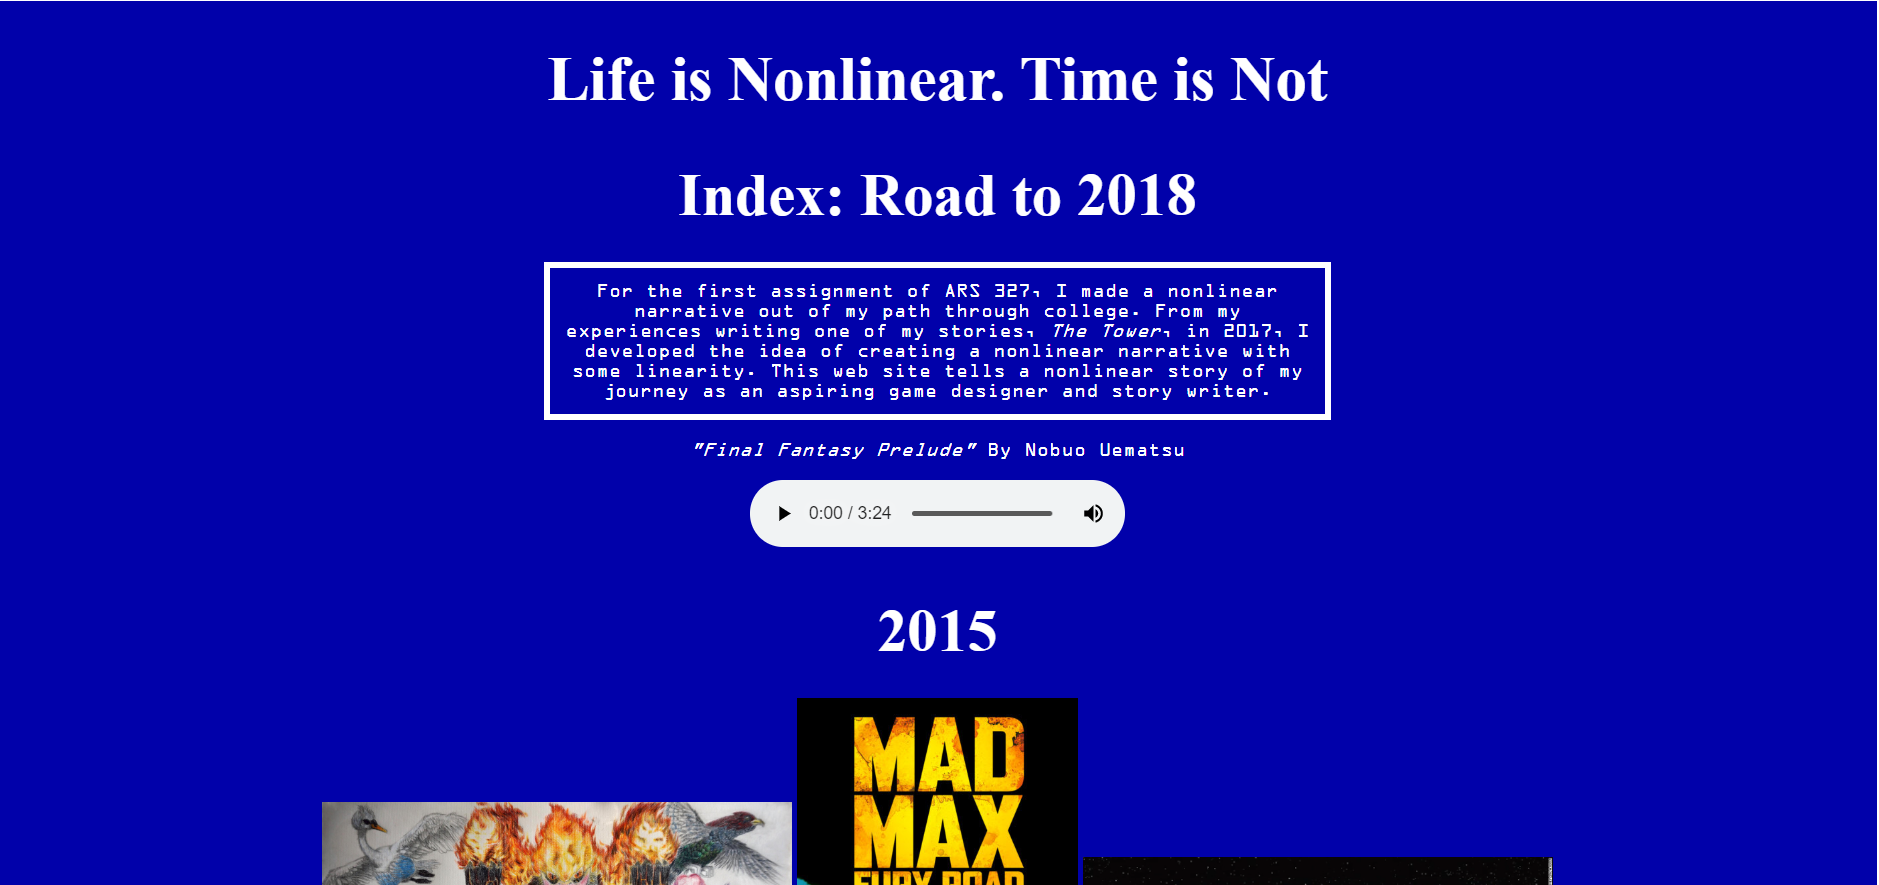 Life is Nonlinear. Time is Not
Index: Road to 2018
For the first assignment of ARS 327, I made a nonlinear
narrative out of my path through college. From my
experiences writing one of my stories, The Tower, in 2017, I
developed the idea of creating a nonlinear narrative with
some linearity. This web site tells a nonlinear story of my
journey as an aspiring game designer and story writer.
"Final Fantasy Prelude" By Nobuo Uematsu
0:00 / 3:24
2015
MAD
MAX
FURY ROAD